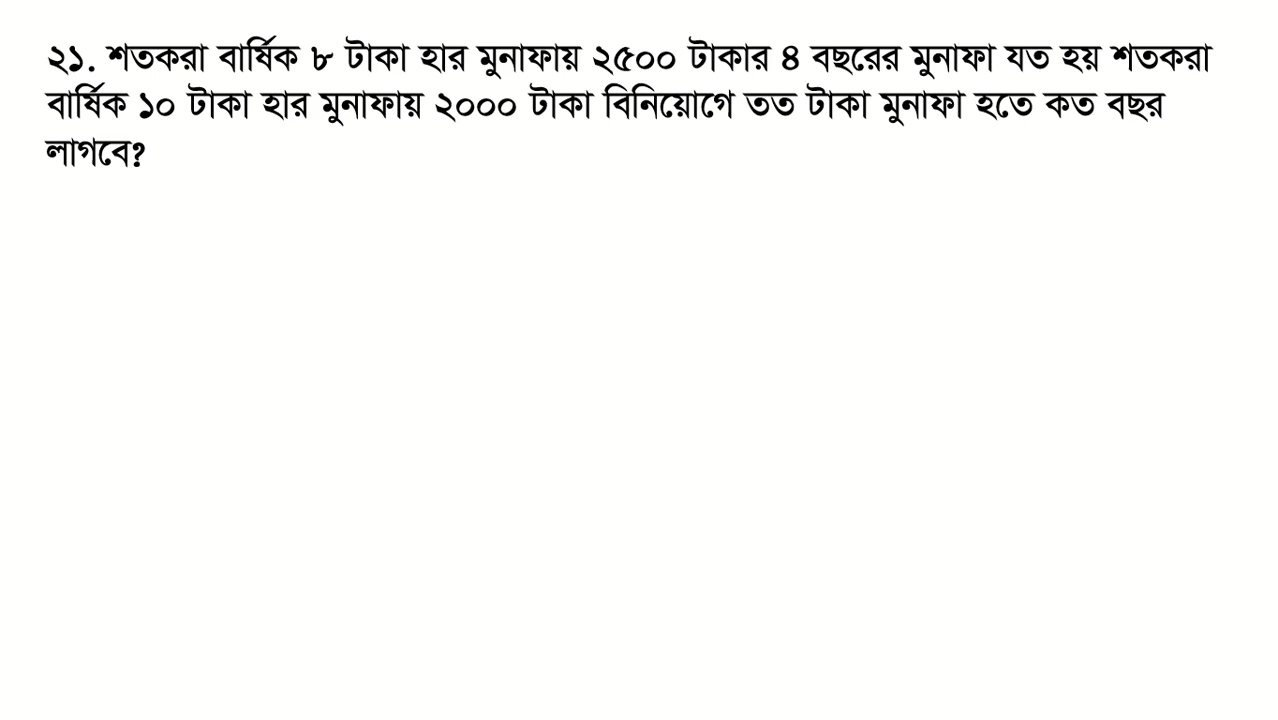 ২১. শতকরা বার্ষিক ৮ টাকা হার মুনাফায় ২৫০০ টাকার ৪ বছরের মুনাফা যত হয় শতকরা
বার্ষিক ১০ টাকা হার মুনাফায় ২০০০ টাকা বিনিয়োগে তত টাকা মুনাফা হতে কত বছর
লাগবে?